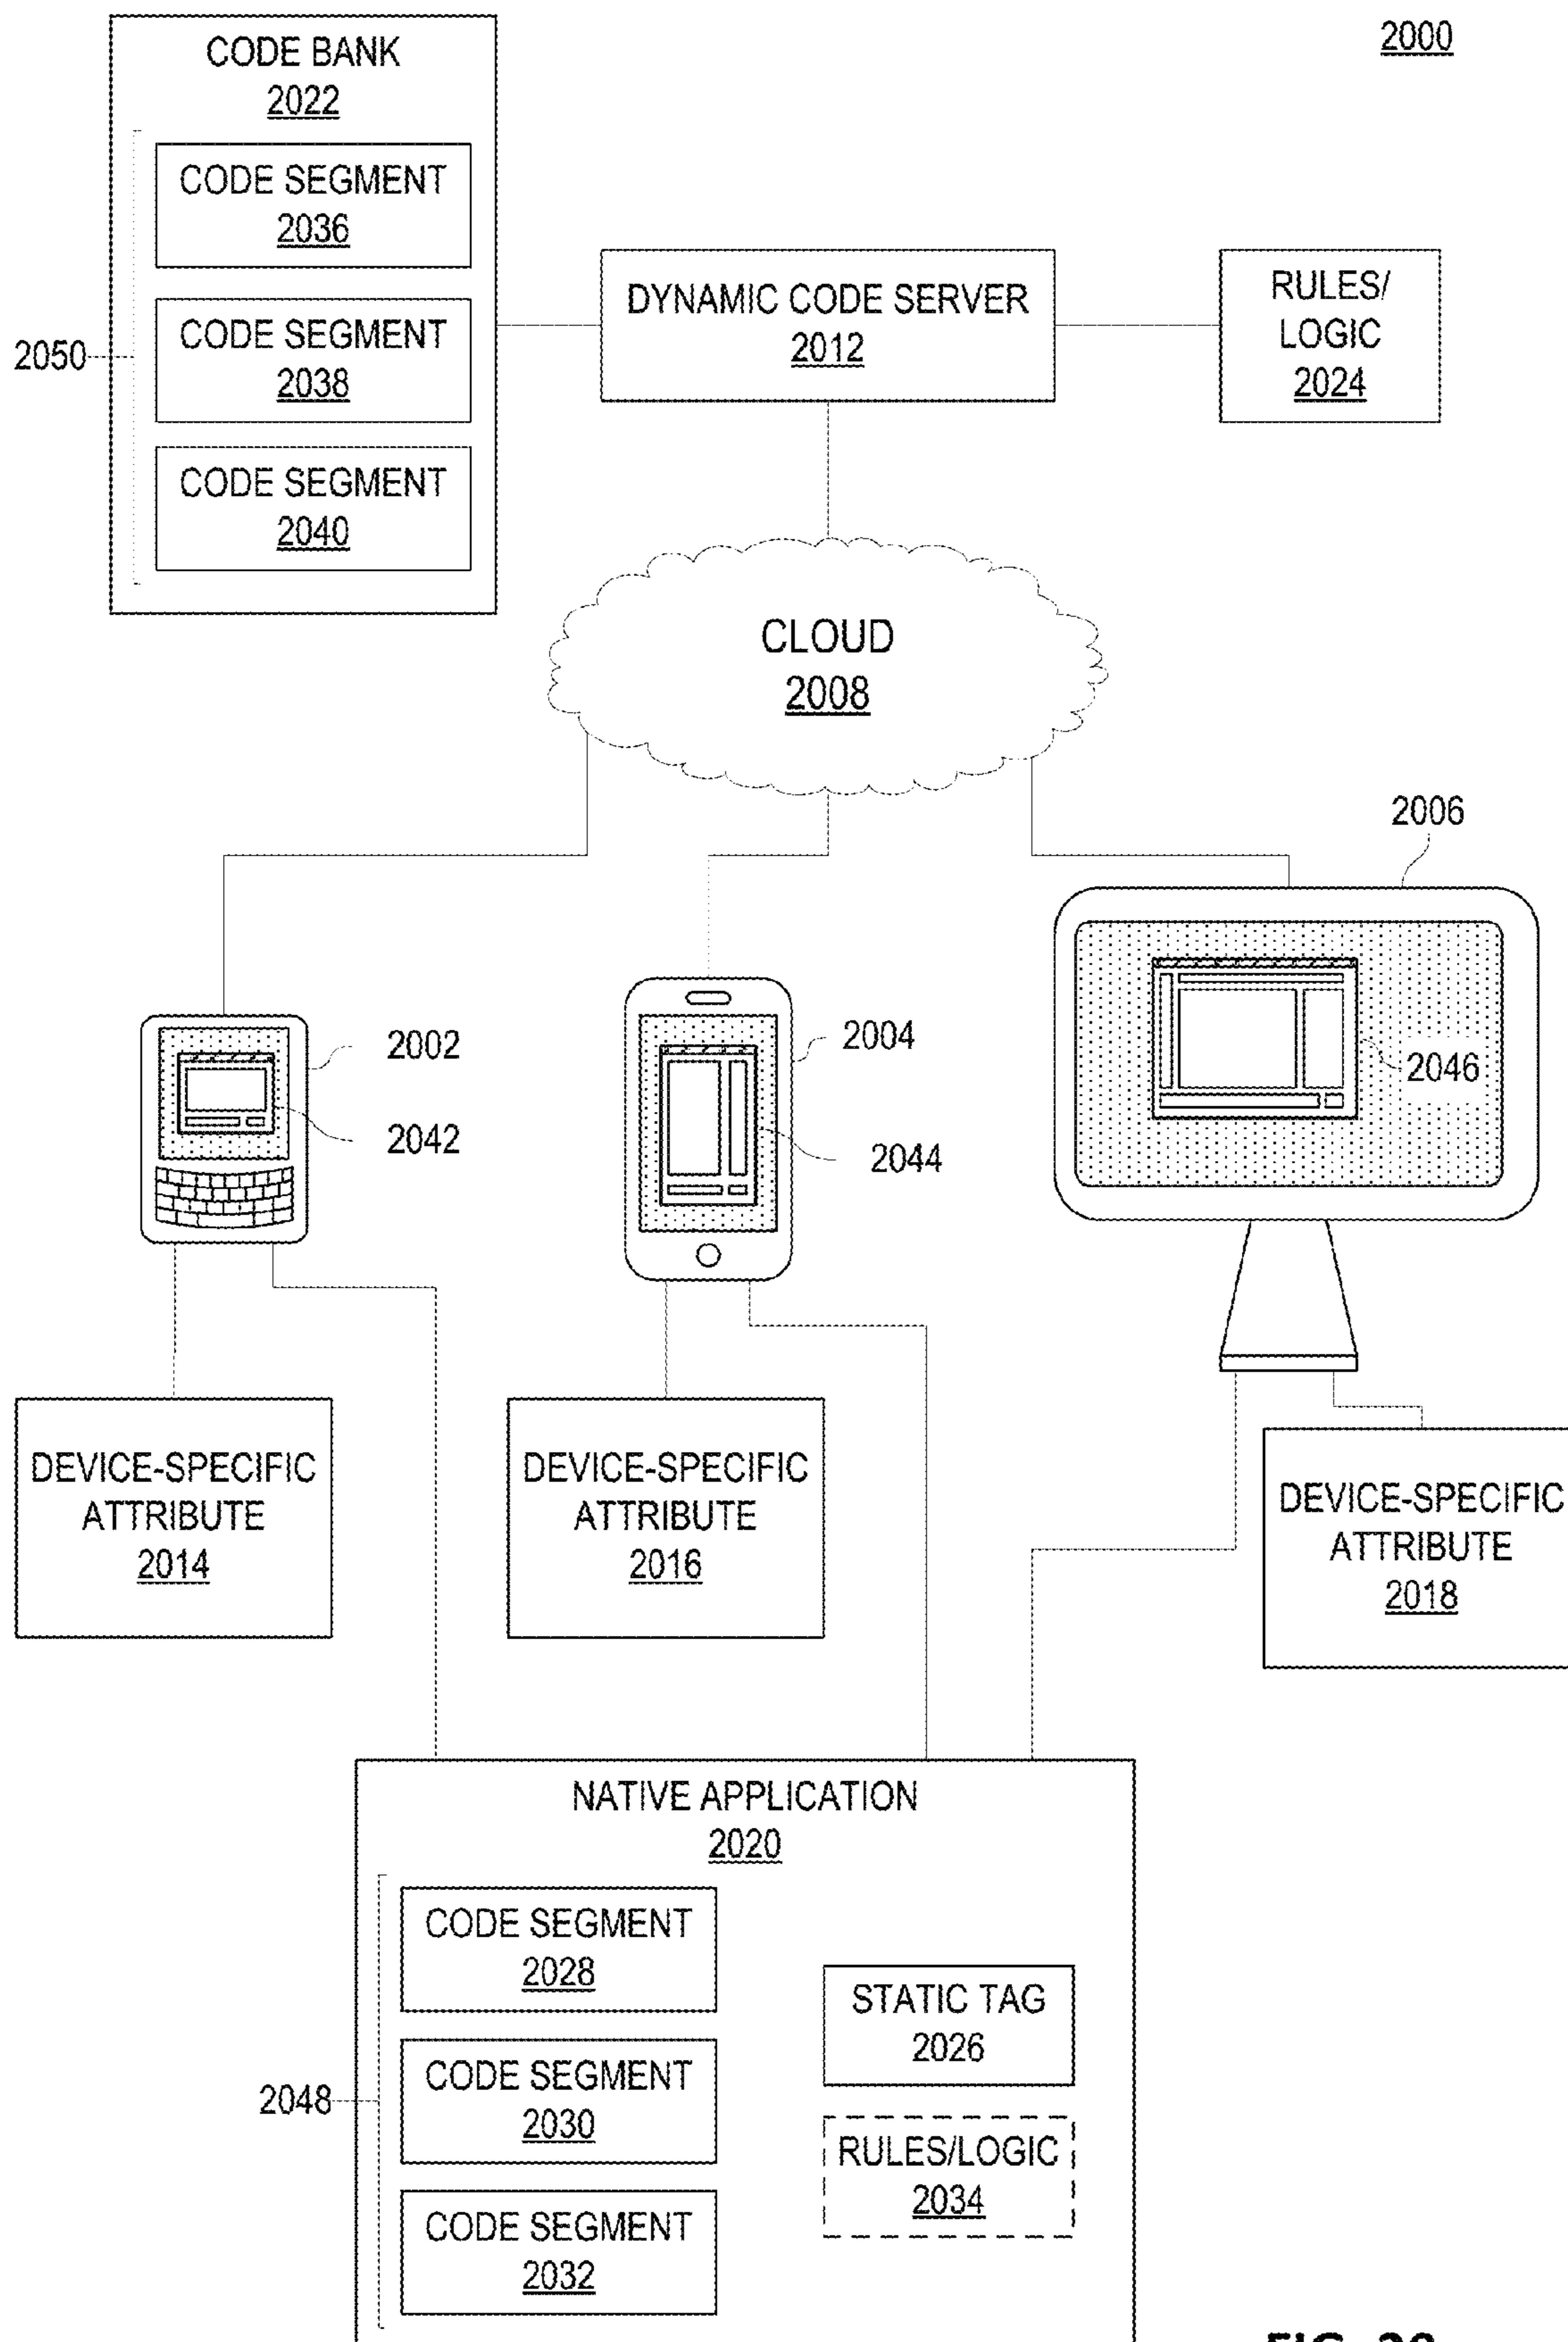 2000
CODE BANK
2022
CODE SEGMENT
2036
CODE SEGMENT
2038
CODE SEGMENT
2040
2050
DYNAMIC CODE SERVER
2012
RULES/
LOGIC
2024
CLOUD
2008
2006
2002
2042
2004
2044
2046
DEVICE-SPECIFIC
ATTRIBUTE
2014
DEVICE-SPECIFIC
ATTRIBUTE
2016
DEVICE-SPECIFIC
ATTRIBUTE
2018
NATIVE APPLICATION
2020
CODE SEGMENT
2028
CODE SEGMENT
2030
CODE SEGMENT
2032
2048
STATIC TAG
2026
RULES/LOGIC
2034
FIG. 20